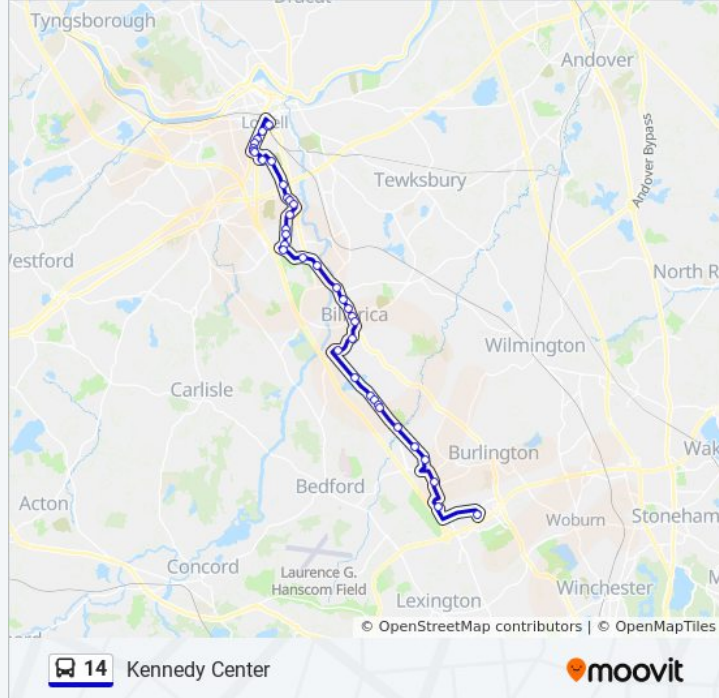 Dracut
Tyngsborough
Andover
Lowell
Andover Bypass
Tewksbury
Westford
North R
Billerica
Wilmington
Carlisle
Burlington
Wak
Bedford
Acton
Woburn
Stoneham
Concord
Laurence G.
Hanscom Field
Winchester
Lexington
M
ord
© OpenStreetMap contributors | © OpenMapTiles
14 Kennedy Center
moovit